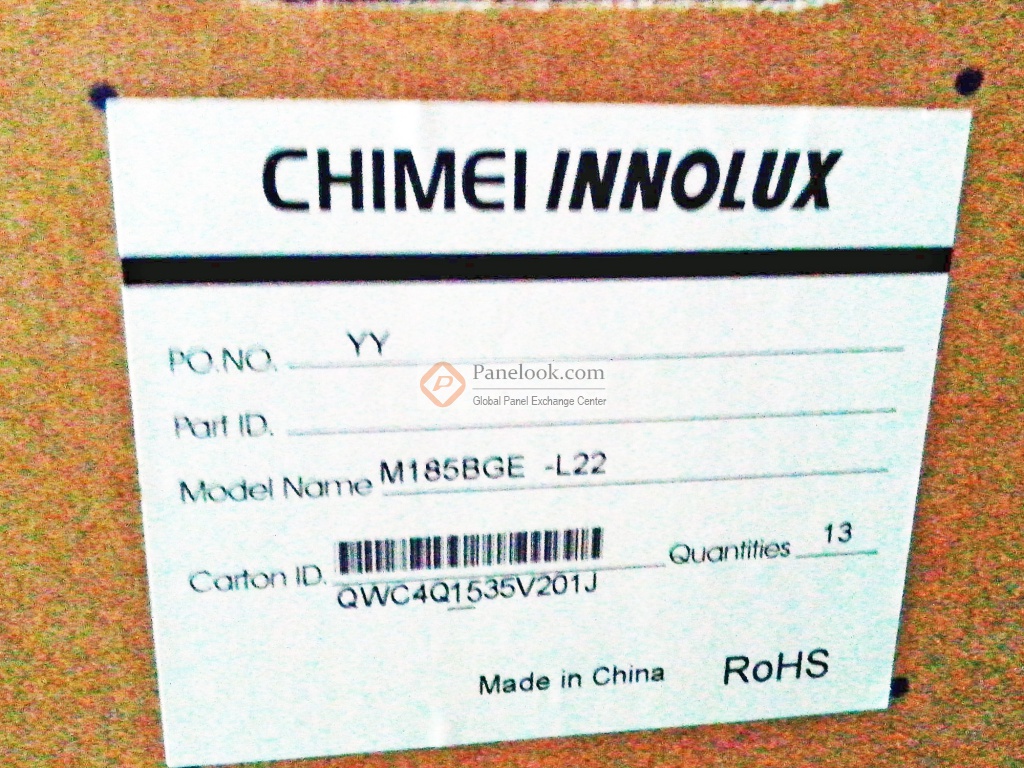 CHIMEI INNOLUX
PO.NO. YY
Panelook.com
Global Panel Exchange Center
Part ID.
Model Name M185BGE -L22
Carton ID. Quantities 13
QWC4Q1535V201J
Made in China RoHS